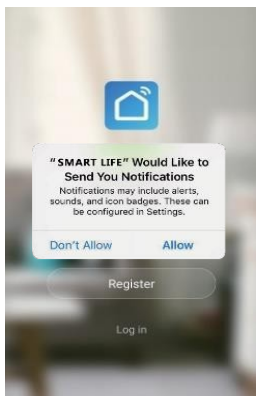 "SMART LIFE" Would Like to
Send You Notifications
Notifications may include alerts,
sounds, and icon badges. These can
be configured in Settings.
Don't Allow
Allow
Register
Log in